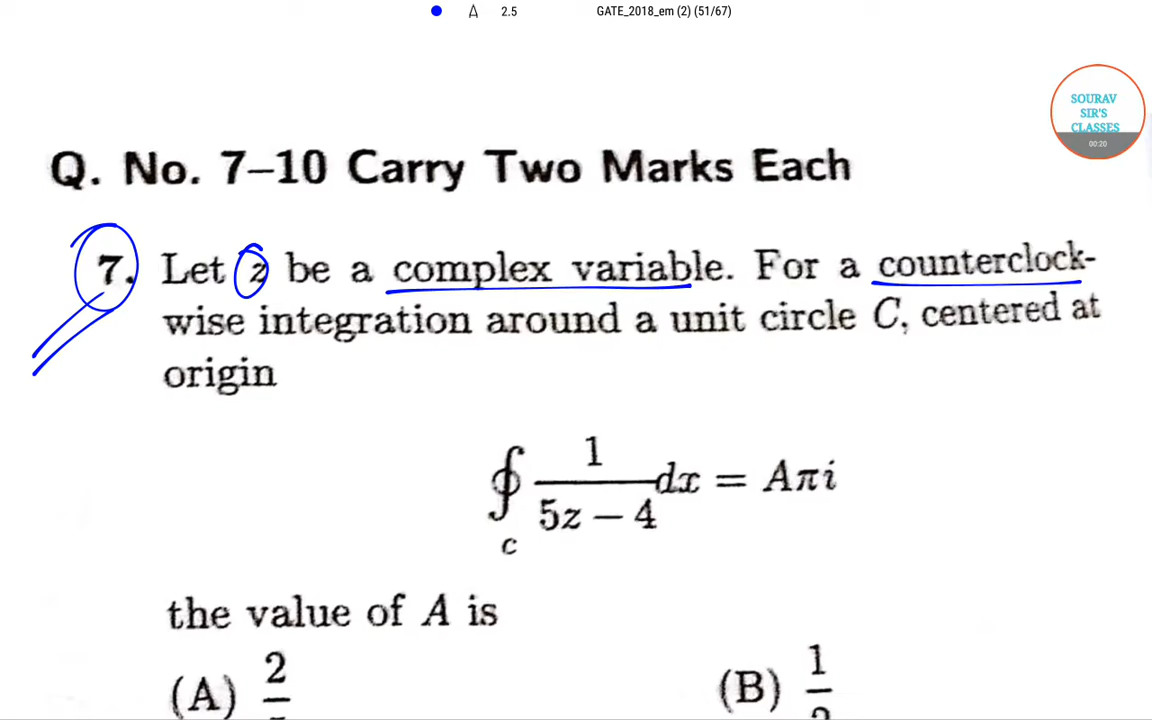 2.5 GATE_2018_em (2) (51/67)
SOURAV
SIR'S
CLASSES
00:20
Q. No. 7–10 Carry Two Marks Each
7. Let z be a complex variable. For a counterclock-
wise integration around a unit circle C, centered at
origin
∮_c 1/(5z − 4) dx = Aπi
the value of A is
(A) 2 (B) 1